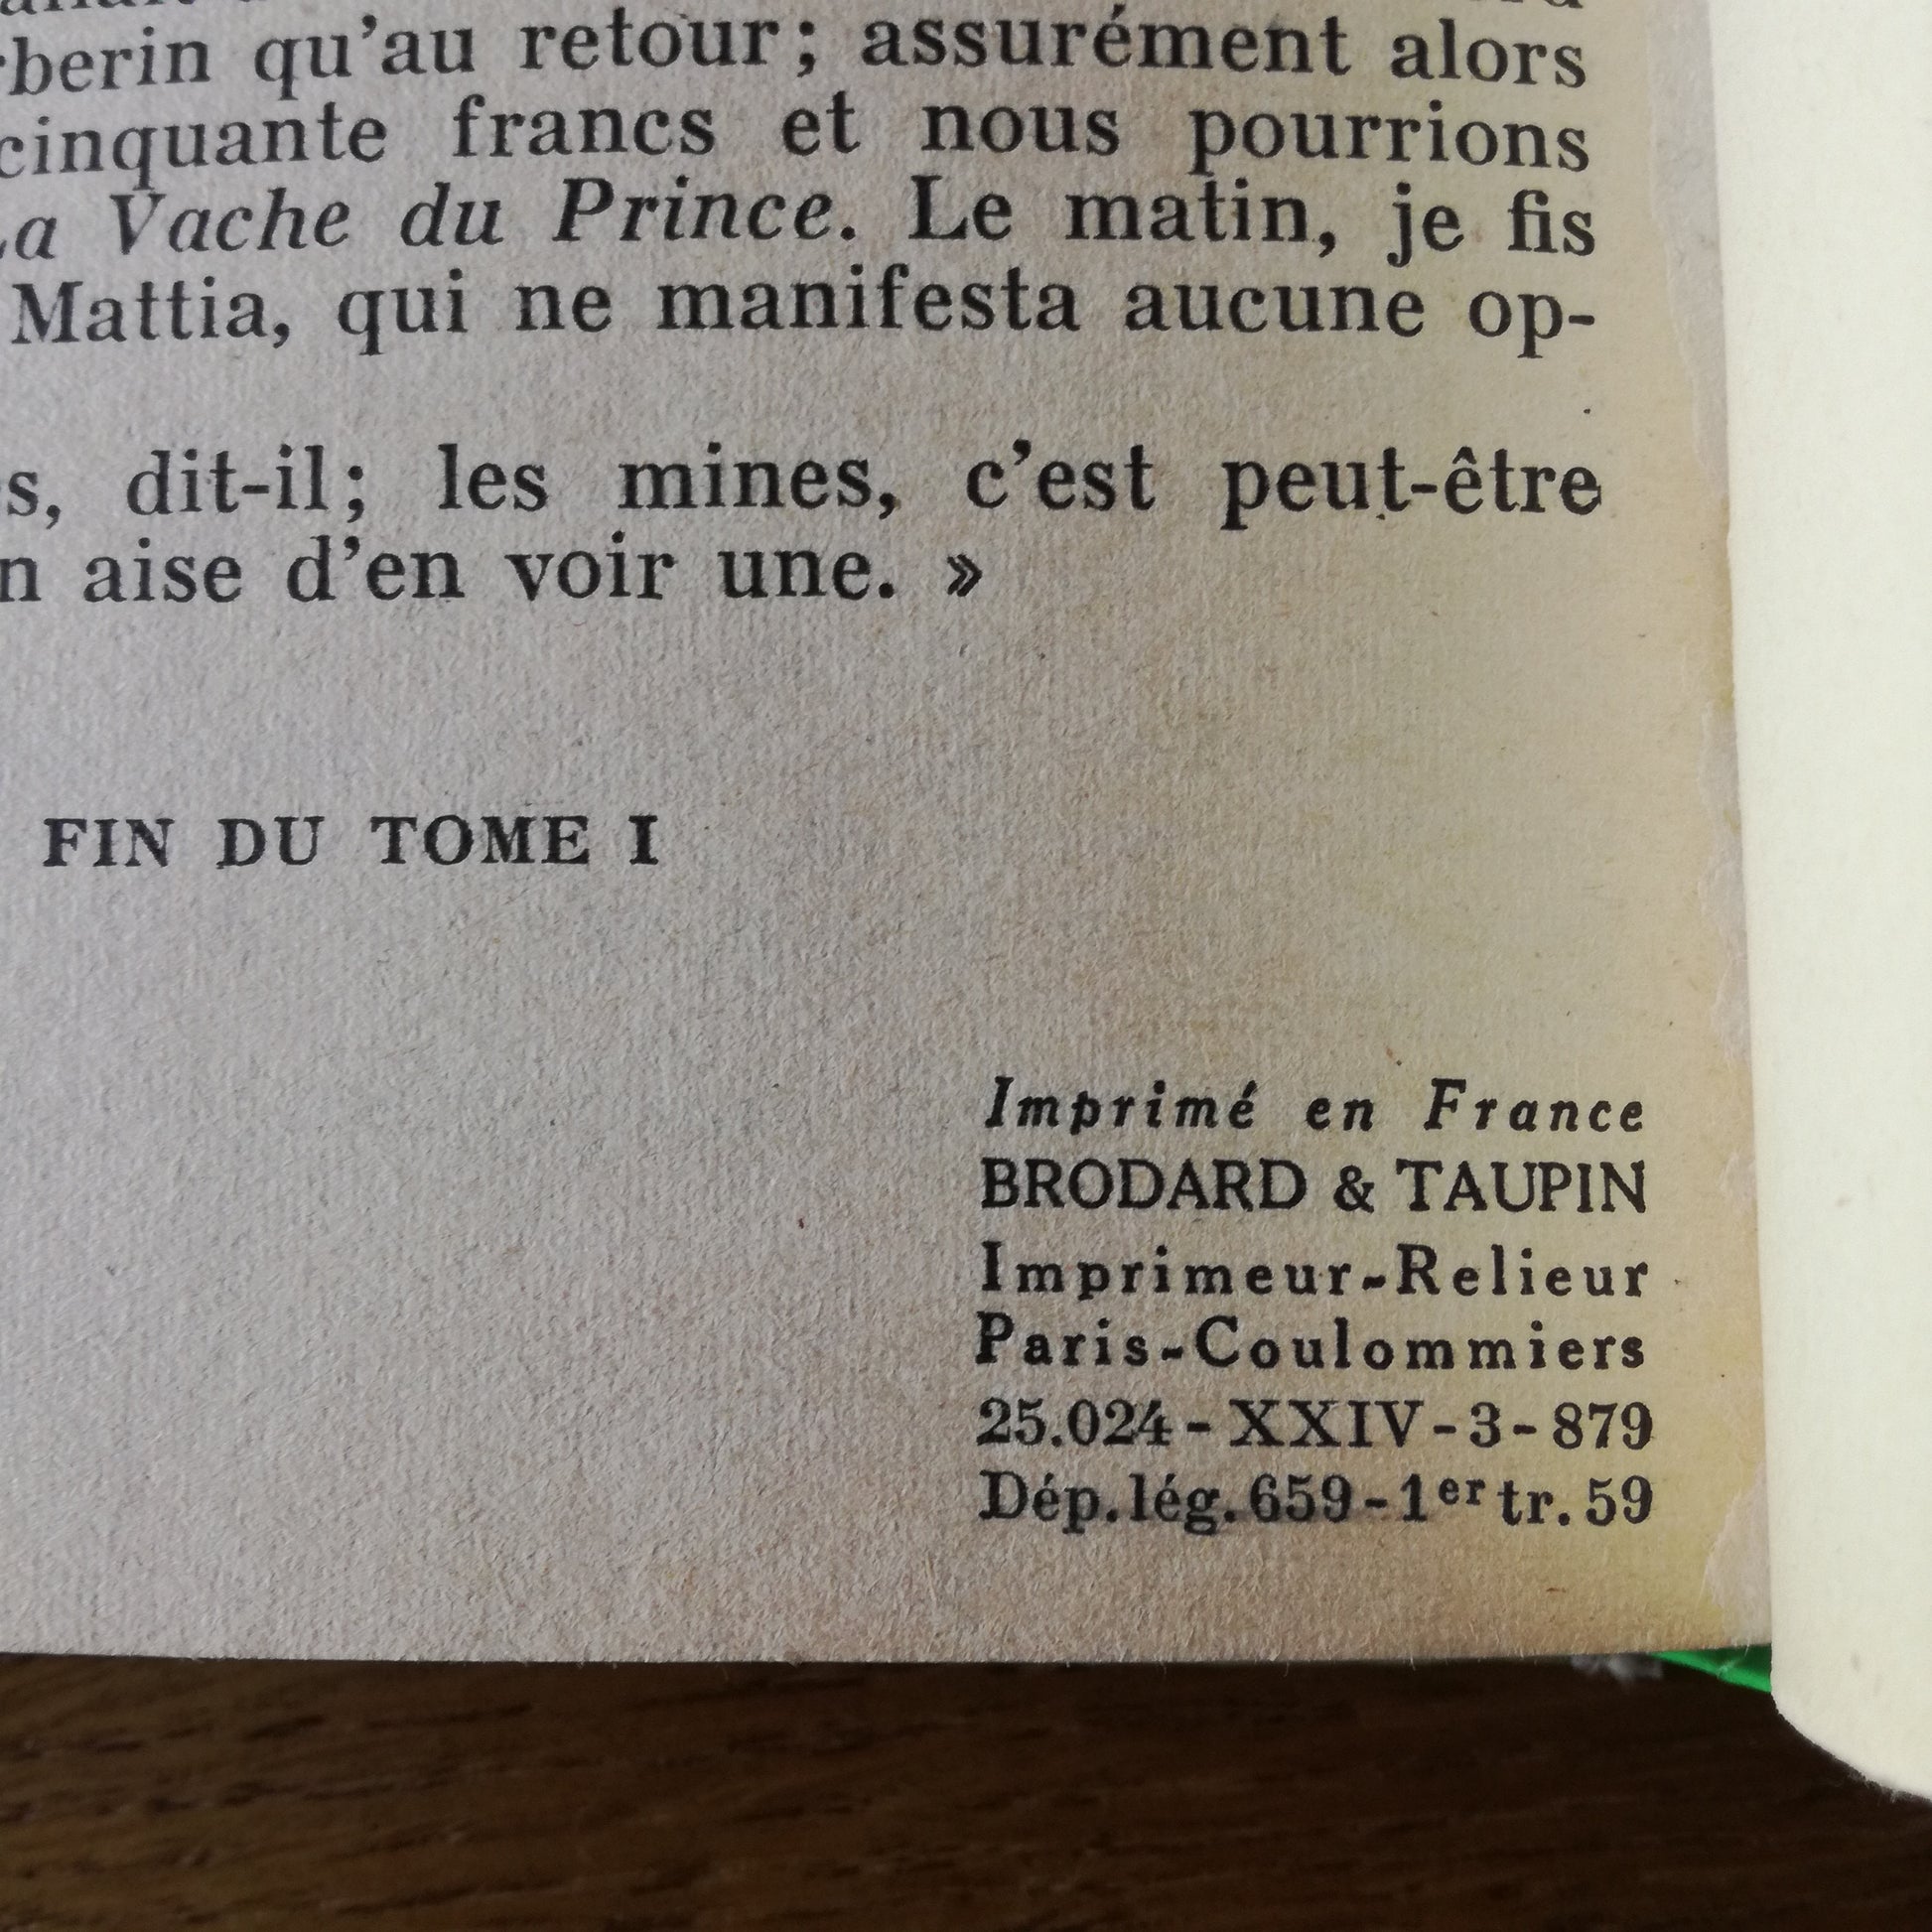 berin qu'au retour; assurément alors
cinquante francs et nous pourrions
La Vache du Prince. Le matin, je fis
Mattia, qui ne manifesta aucune op-
s, dit-il; les mines, c'est peut-être
n aise d'en voir une. »
FIN DU TOME I
Imprimé en France
BRODARD & TAUPIN
Imprimeur-Relieur
Paris-Coulommiers
25.024 - XXIV - 3 - 879
Dép. lég. 659 - 1er tr. 59